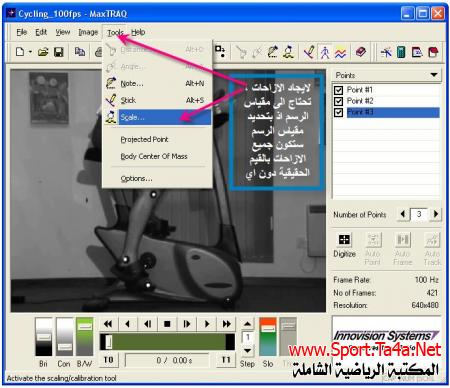 Cycling_100fps - MaxTRAQ
File Edit View Image Tools Help
Distance... Alt+D
Angle...
Note... Alt+N
Stick Alt+S
Scale...
Projected Point
Body Center Of Mass
Options...
لايجاد الازاحات ،
تحتاج الى مقياس
الرسم اذ بتحديد
مقياس الرسم
ستكون جميع
الازاحات بالقيم
الحقيقية دون اي
Points
Point #1
Point #2
Point #3
Number of Points 3
Digitize Auto Point Auto Frame Auto Track
Frame Rate: 100 Hz
No of Frames: 421
Resolution: 640x480
Innovision Systems
Bri Con B/W T0 0 / 0.00 s T1 1 Step Slo
www.Sport.Ta4a.Net
المكتبة الرياضية الشاملة
Activate the scaling/calibration tool